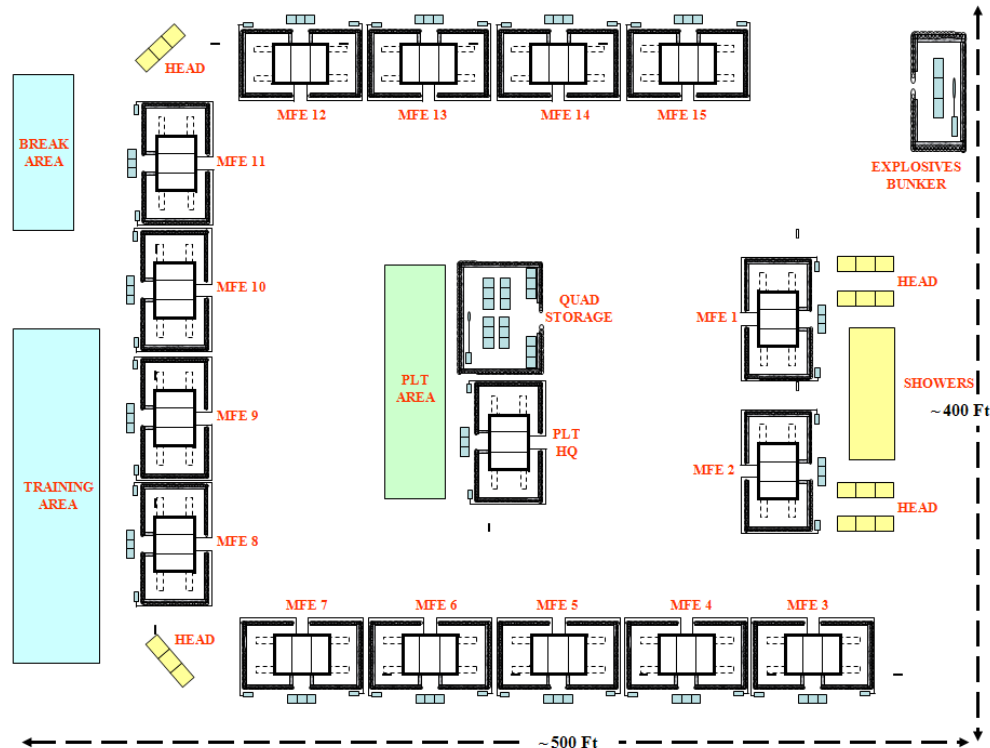 HEAD
MFE 12
MFE 13
MFE 14
MFE 15
BREAK
AREA
MFE 11
EXPLOSIVES
BUNKER
MFE 10
QUAD
STORAGE
MFE 1
HEAD
PLT
AREA
SHOWERS
~400 Ft
MFE 9
PLT
HQ
MFE 2
TRAINING
AREA
HEAD
MFE 8
MFE 7
MFE 6
MFE 5
MFE 4
MFE 3
HEAD
~500 Ft